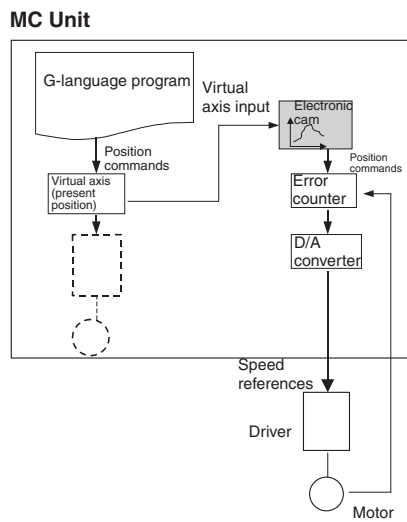 MC Unit
G-language program
Position
commands
Virtual axis
(present
position)
Virtual
axis input
Electronic
cam
Position
commands
Error
counter
D/A
converter
Speed
references
Driver
Motor